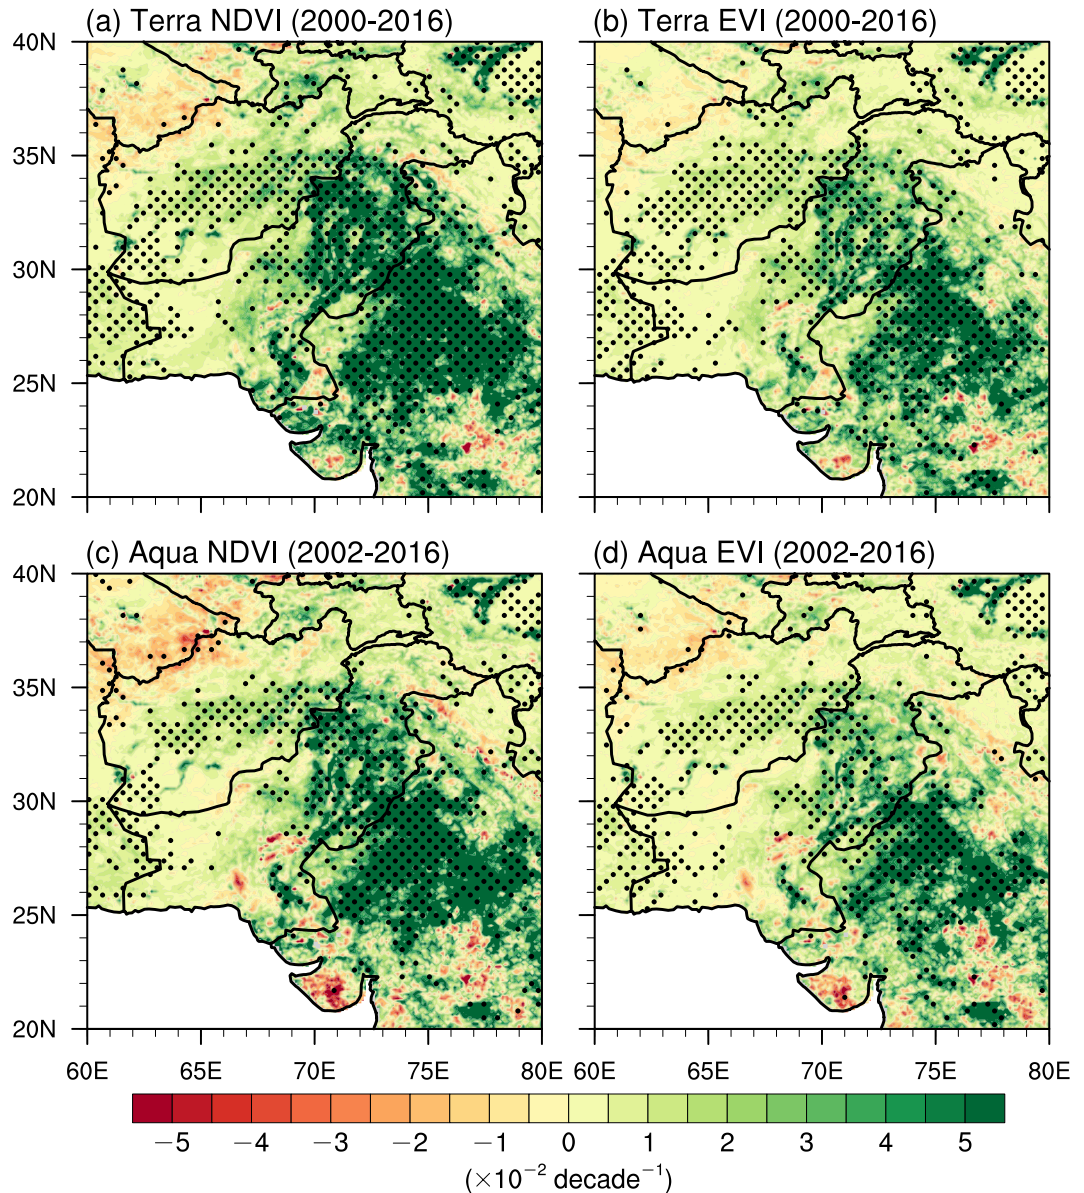 (a) Terra NDVI (2000-2016)
(b) Terra EVI (2000-2016)
40N
35N
30N
25N
20N
(c) Aqua NDVI (2002-2016)
(d) Aqua EVI (2002-2016)
40N
35N
30N
25N
20N
60E 65E 70E 75E 80E
60E 65E 70E 75E 80E
−5 −4 −3 −2 −1 0 1 2 3 4 5
(×10⁻² decade⁻¹)